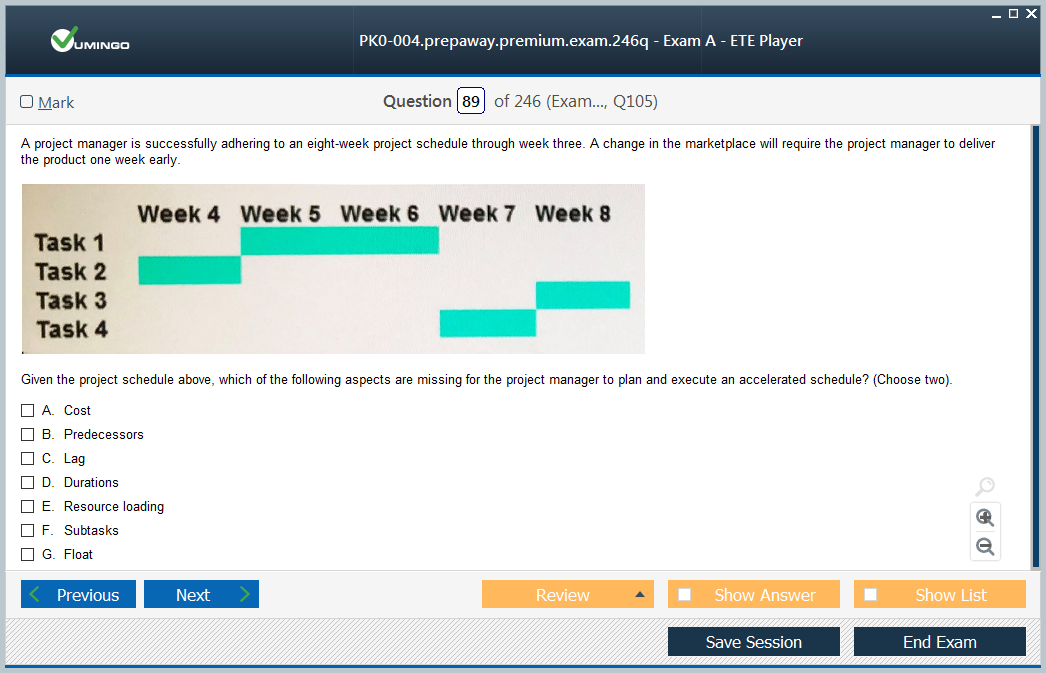 VUMINGO
PK0-004.prepaway.premium.exam.246q - Exam A - ETE Player
Mark
Question 89 of 246 (Exam..., Q105)
A project manager is successfully adhering to an eight-week project schedule through week three. A change in the marketplace will require the project manager to deliver
the product one week early.
Week 4 Week 5 Week 6 Week 7 Week 8
Task 1
Task 2
Task 3
Task 4
Given the project schedule above, which of the following aspects are missing for the project manager to plan and execute an accelerated schedule? (Choose two).
A. Cost
B. Predecessors
C. Lag
D. Durations
E. Resource loading
F. Subtasks
G. Float
Previous Next Review Show Answer Show List
Save Session End Exam